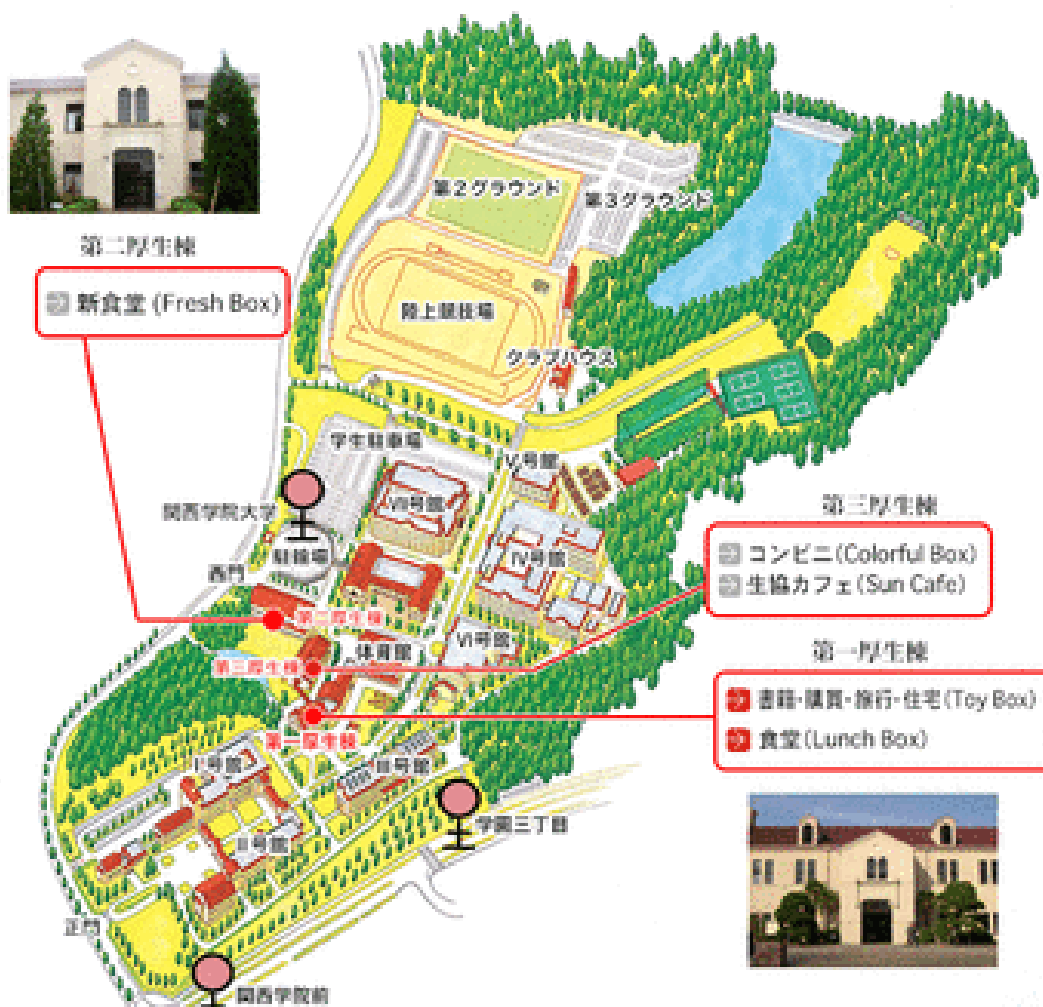 第2グラウンド
第3グラウンド
第二厚生棟
新食堂 (Fresh Box)
陸上競技場
クラブハウス
学生駐車場
Ⅴ号館
関西学院大学
Ⅶ号館
第三厚生棟
コンビニ(Colorful Box)
生協カフェ(Sun Cafe)
駐輪場
Ⅳ号館
西門
第二厚生棟
体育館
Ⅵ号館
第三厚生棟
第一厚生棟
書籍・購買・旅行・住宅(Toy Box)
食堂(Lunch Box)
第一厚生棟
Ⅰ号館
Ⅲ号館
学園三丁目
Ⅱ号館
正門
関西学院前